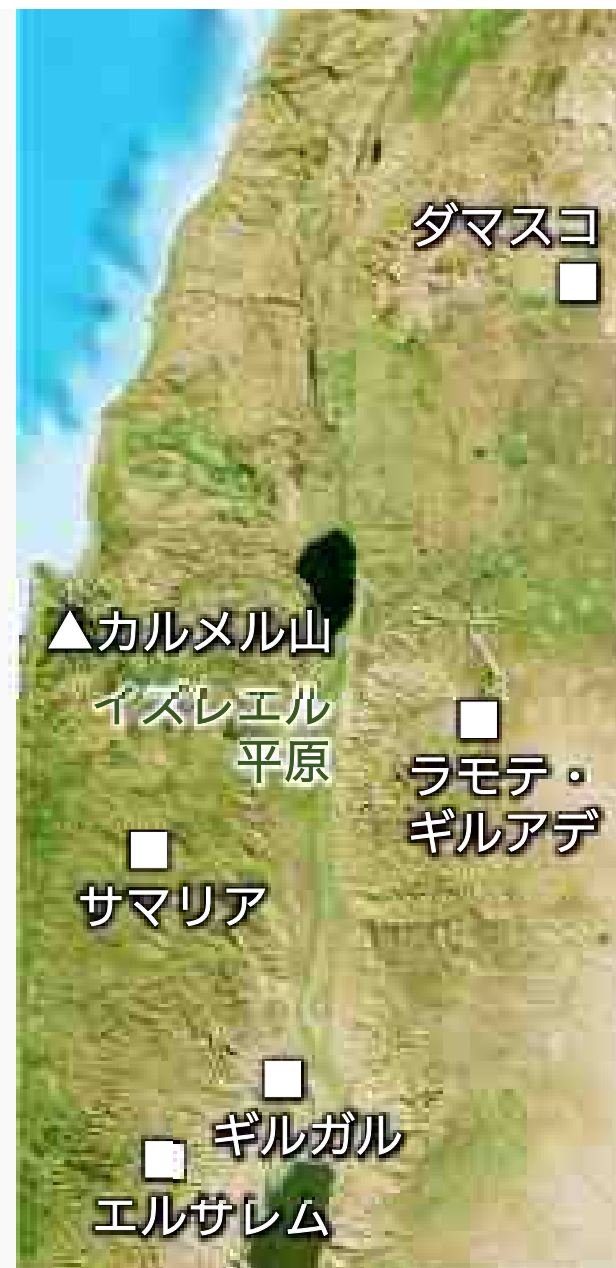 ダマスコ
▲カルメル山
イズレエル
平原
ラモテ・
ギルアデ
サマリア
ギルガル
エルサレム